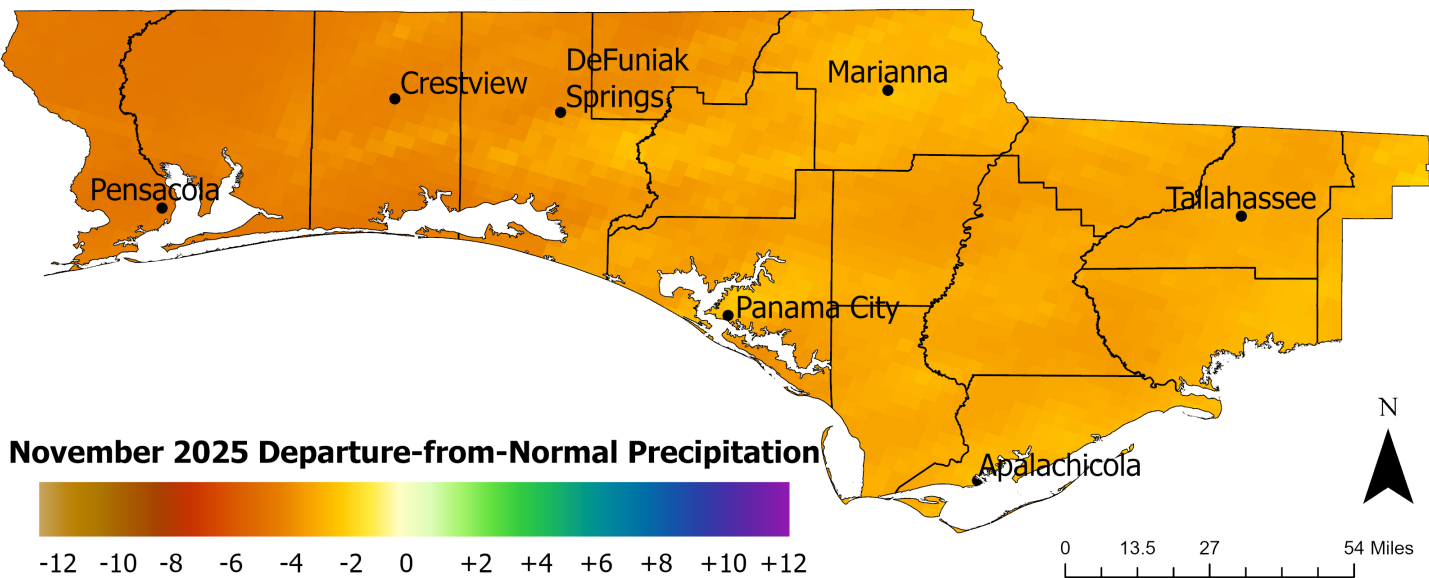 DeFuniak
Springs
Crestview
Marianna
Pensacola
Tallahassee
Panama City
N
November 2025 Departure-from-Normal Precipitation
Apalachicola
-12 -10 -8 -6 -4 -2 0 +2 +4 +6 +8 +10 +12
0 13.5 27 54 Miles